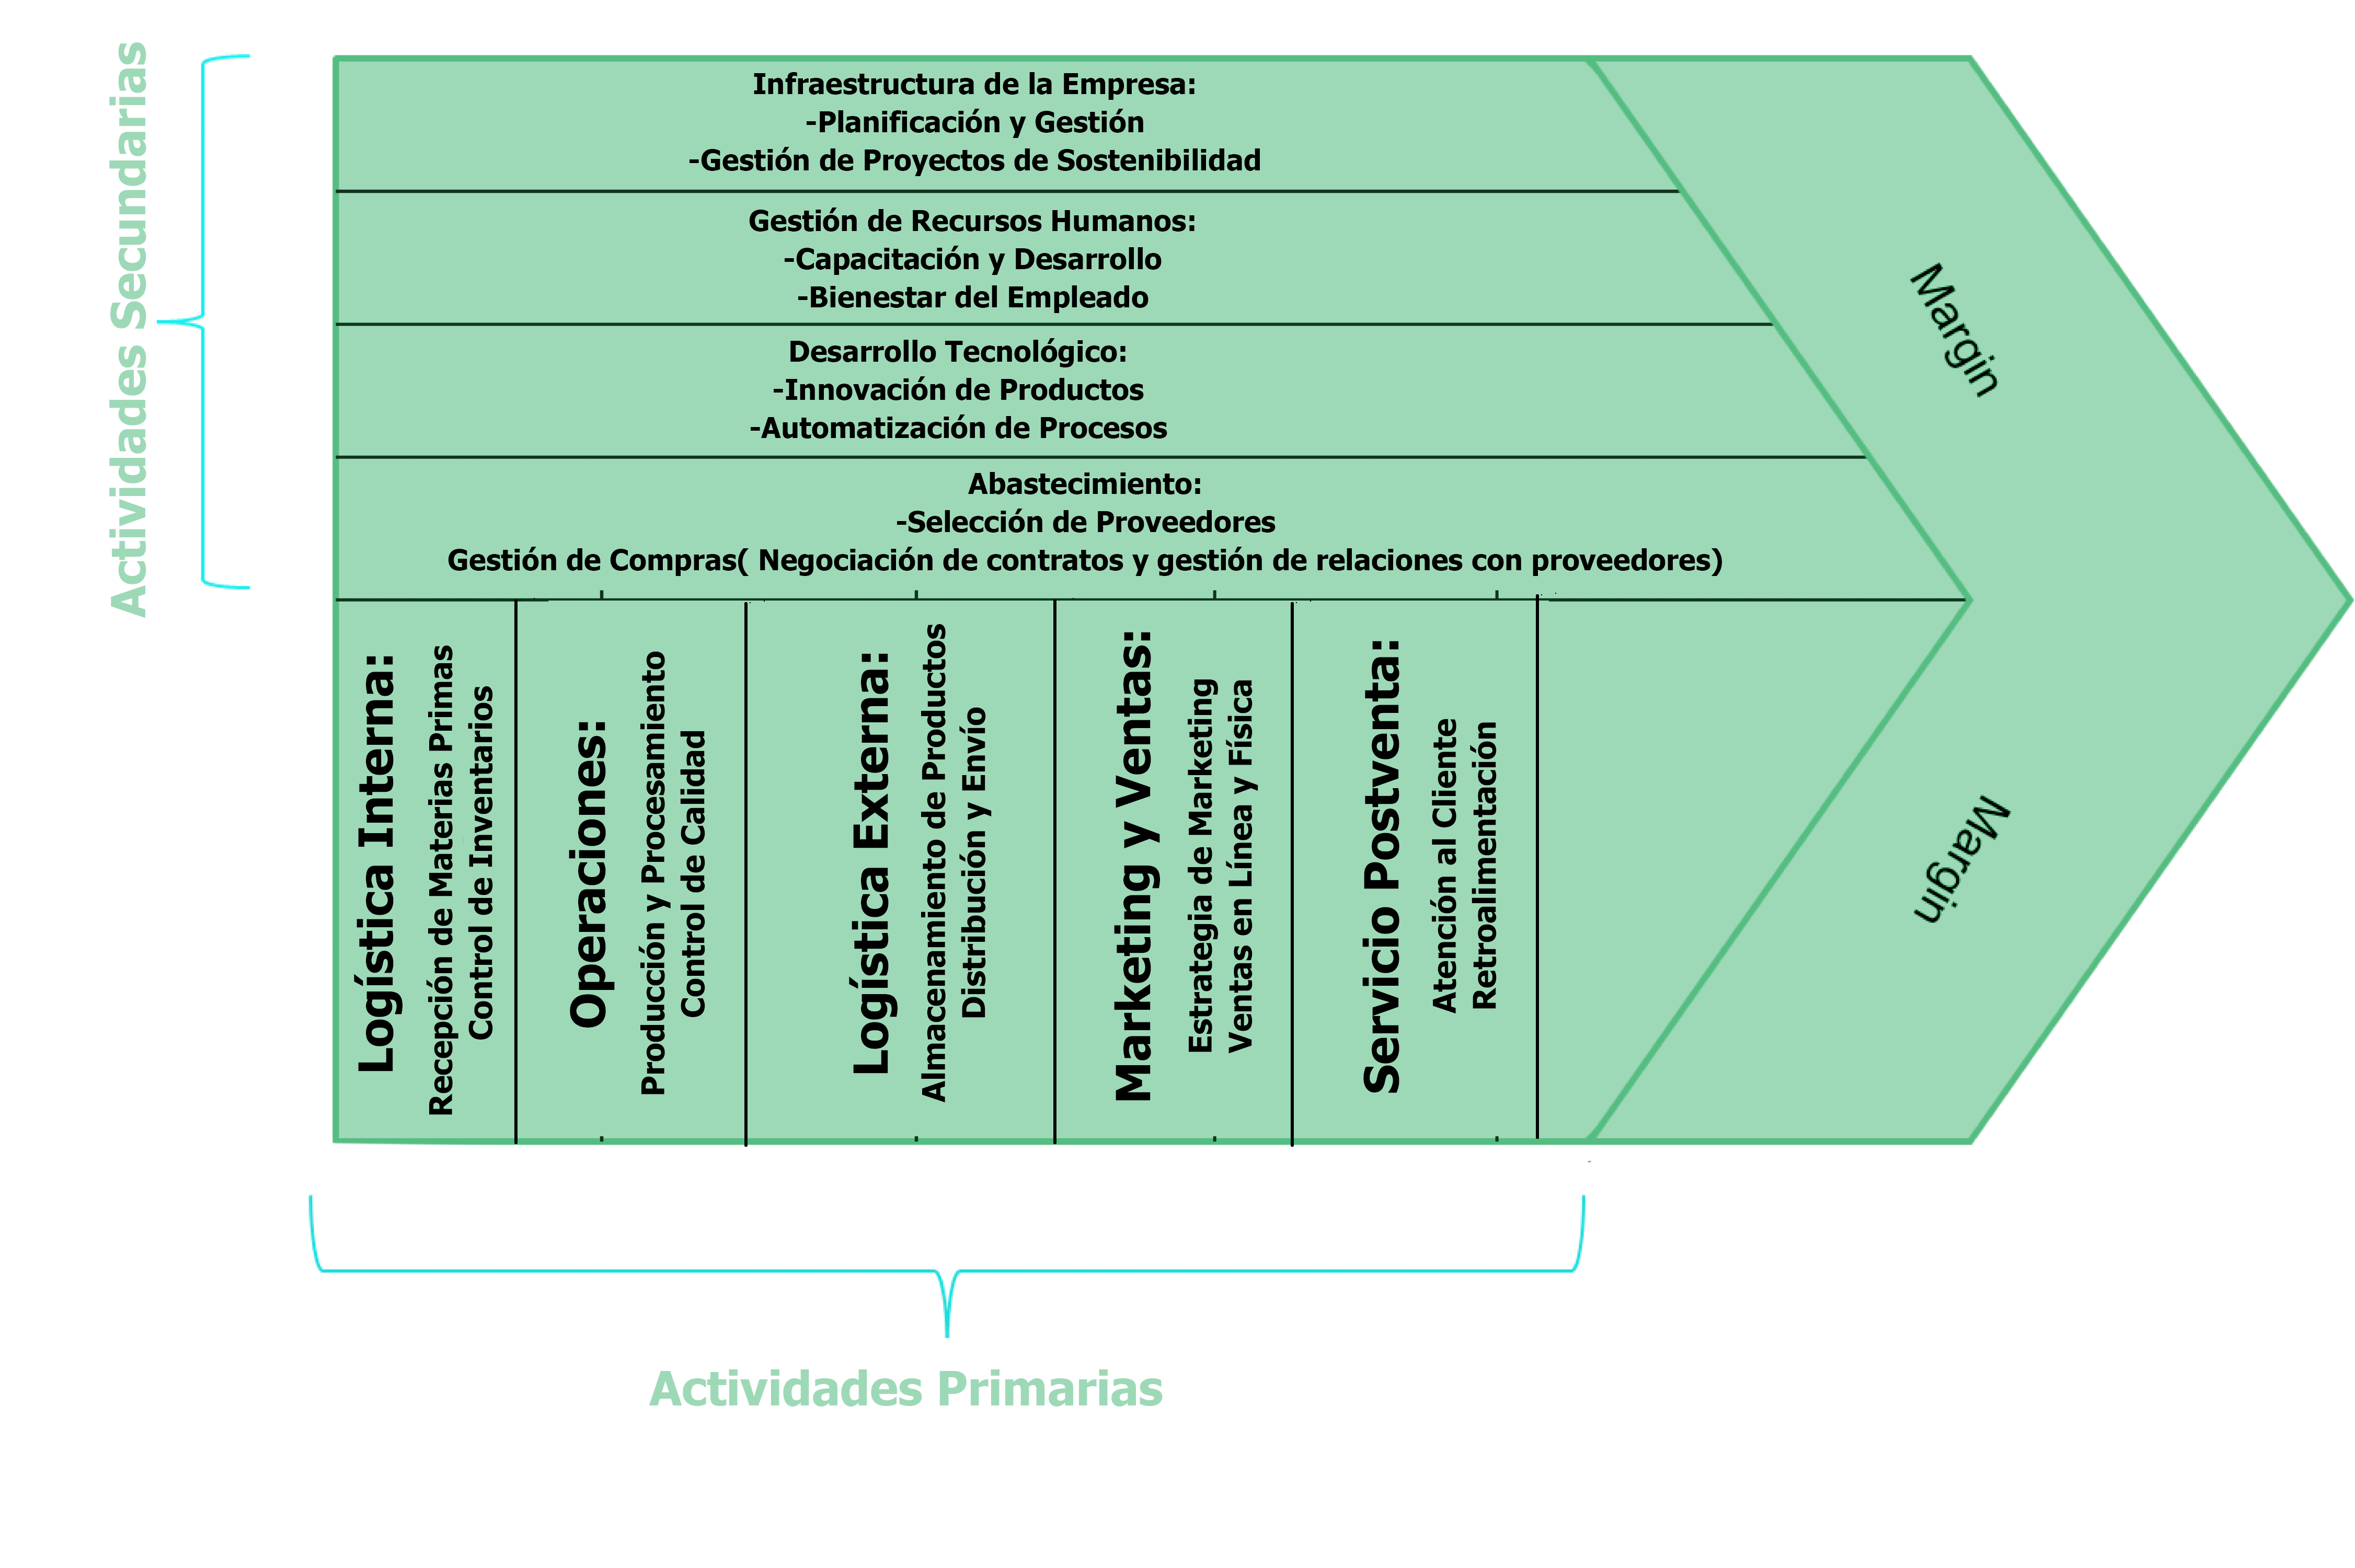 Actividades Secundarias
Infraestructura de la Empresa:
-Planificación y Gestión
-Gestión de Proyectos de Sostenibilidad
Gestión de Recursos Humanos:
-Capacitación y Desarrollo
-Bienestar del Empleado
Desarrollo Tecnológico:
-Innovación de Productos
-Automatización de Procesos
Abastecimiento:
-Selección de Proveedores
Gestión de Compras( Negociación de contratos y gestión de relaciones con proveedores)
Margin
Logística Interna:
Recepción de Materias Primas
Control de Inventarios
Operaciones:
Producción y Procesamiento
Control de Calidad
Logística Externa:
Almacenamiento de Productos
Distribución y Envío
Marketing y Ventas:
Estrategia de Marketing
Ventas en Línea y Física
Servicio Postventa:
Atención al Cliente
Retroalimentación
Margin
Actividades Primarias